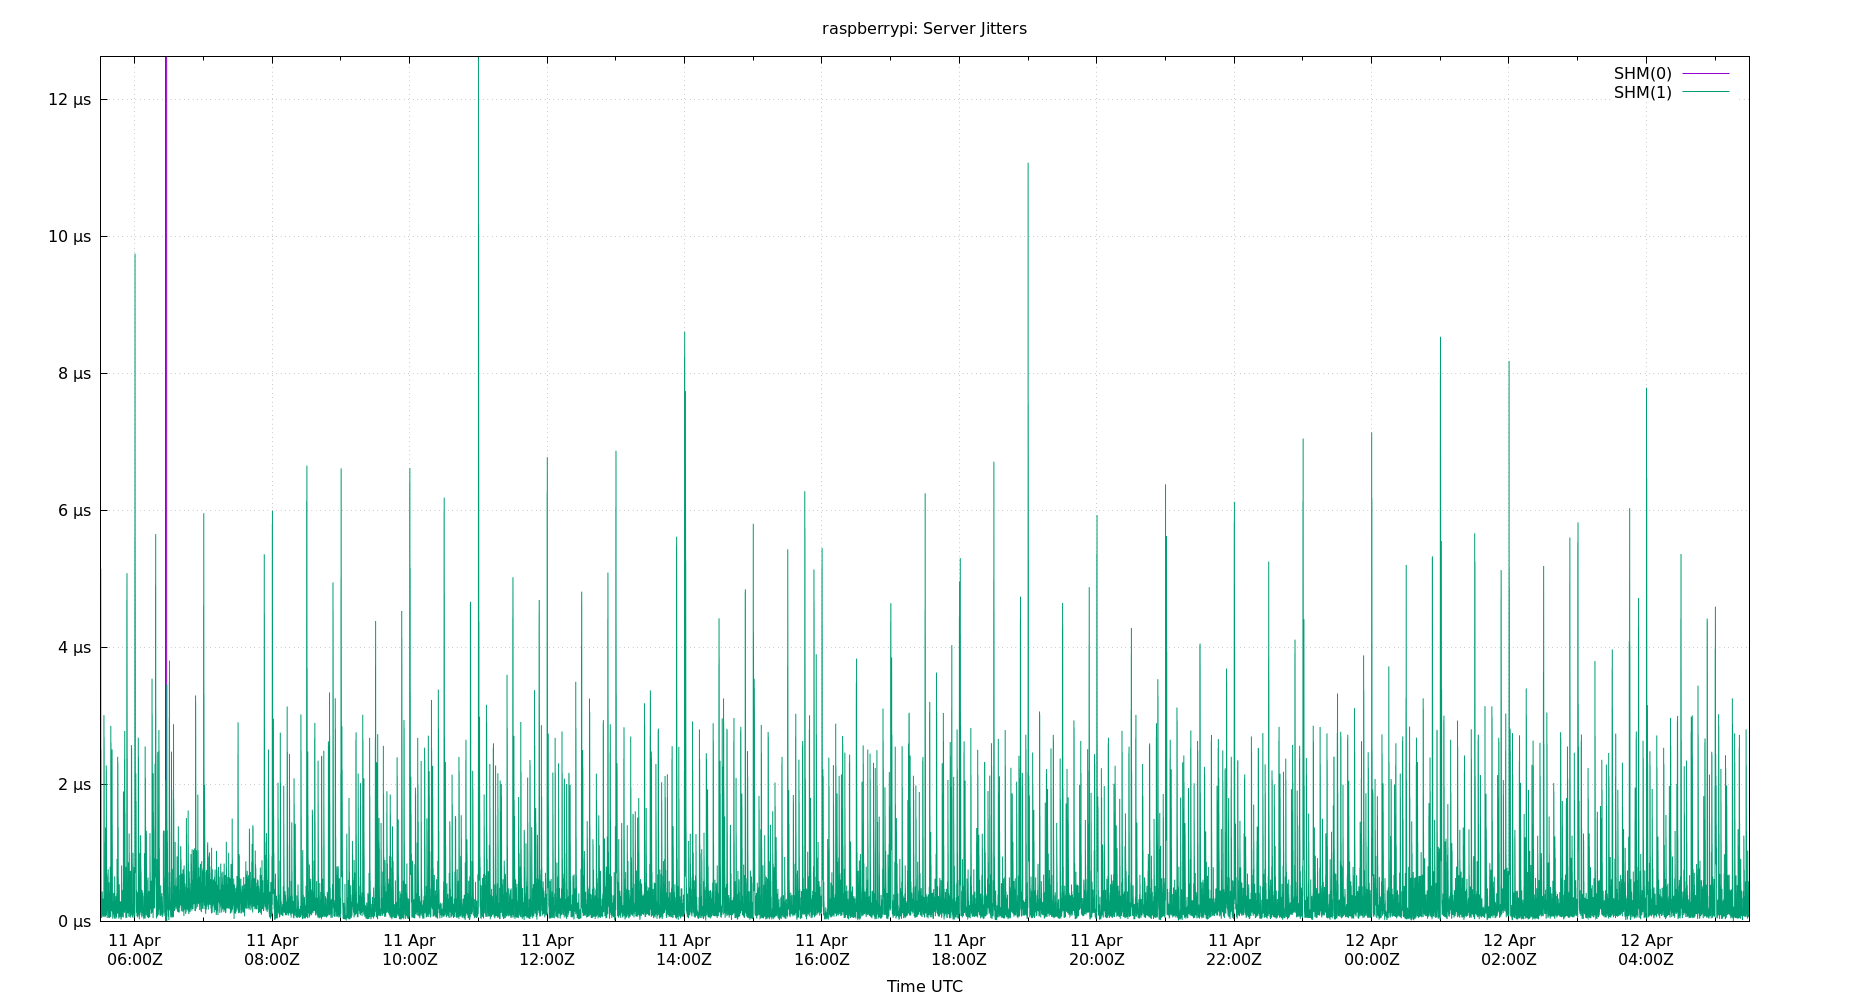 raspberrypi: Server Jitters
SHM(0)
SHM(1)
12 µs
10 µs
8 µs
6 µs
4 µs
2 µs
0 µs
11 Apr 11 Apr 11 Apr 11 Apr 11 Apr 11 Apr 11 Apr 11 Apr 11 Apr 12 Apr 12 Apr 12 Apr
06:00Z 08:00Z 10:00Z 12:00Z 14:00Z 16:00Z 18:00Z 20:00Z 22:00Z 00:00Z 02:00Z 04:00Z
Time UTC